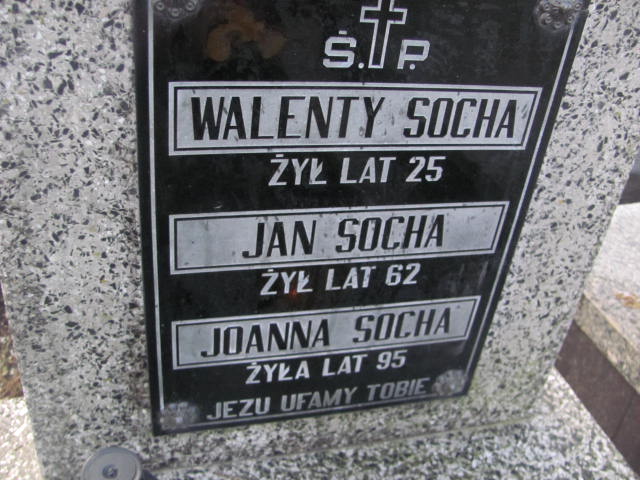 Ś. P.
WALENTY SOCHA
ŻYŁ LAT 25
JAN SOCHA
ŻYŁ LAT 62
JOANNA SOCHA
ŻYŁA LAT 95
JEZU UFAMY TOBIE